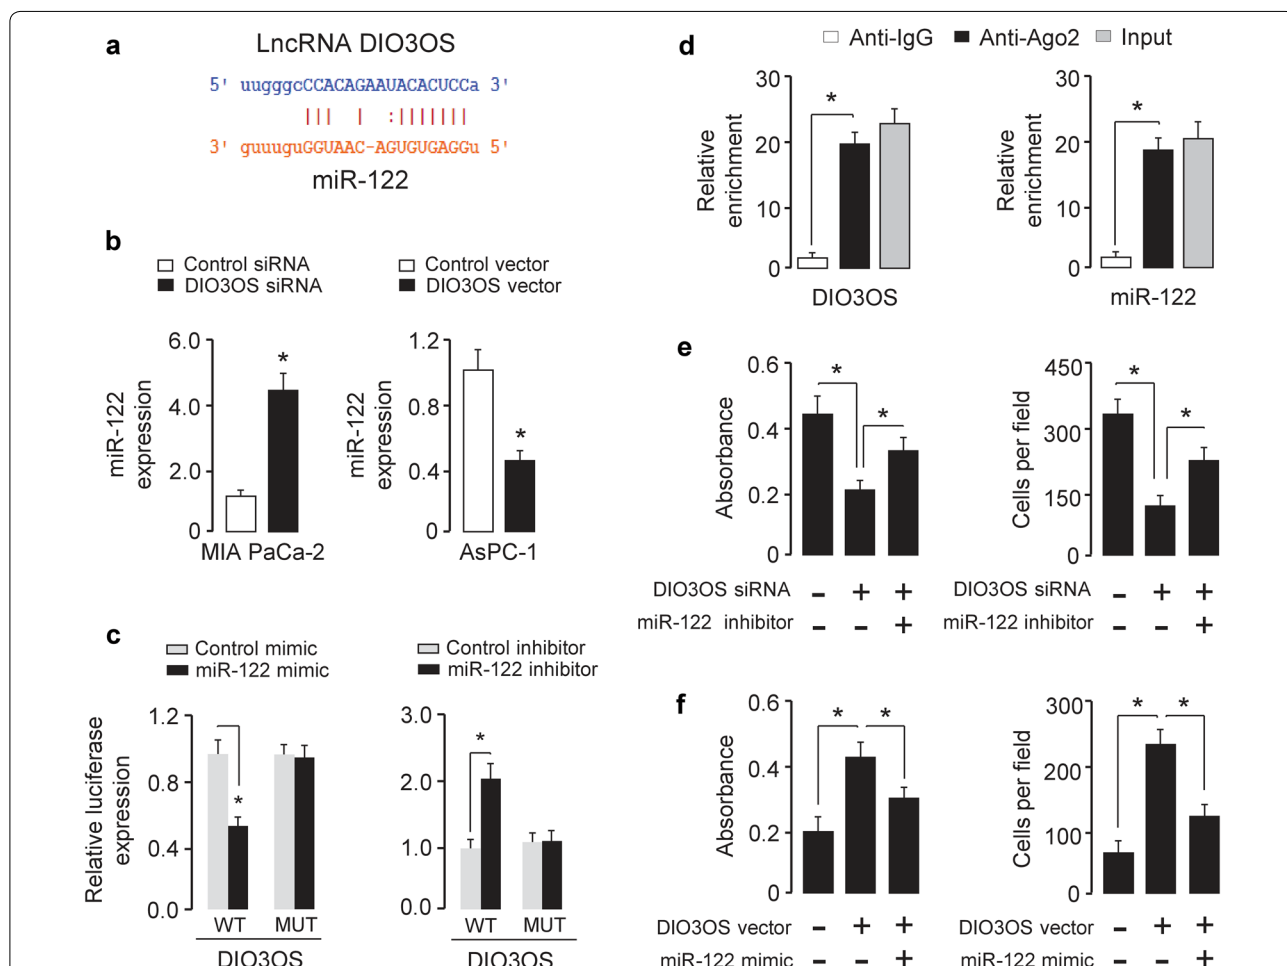 a
LncRNA DIO3OS
5' uugggcCCACAGAAUACACUCCa 3'
||| | :|||||||
3' guuuguGGUAAC-AGUGUGAGGu 5'
miR-122
b
Control siRNA
DIO3OS siRNA
Control vector
DIO3OS vector
miR-122
expression
6.0
4.0
2.0
0
*
MIA PaCa-2
miR-122
expression
1.2
0.8
0.4
0
*
AsPC-1
c
Control mimic
miR-122 mimic
Control inhibitor
miR-122 inhibitor
Relative luciferase
expression
1.2
0.8
0.4
0.0
*
WT MUT
DIO3OS
3.0
2.0
1.0
0.0
*
WT MUT
DIO3OS
d
Anti-IgG Anti-Ago2 Input
Relative
enrichment
30
20
10
0
*
DIO3OS
Relative
enrichment
30
20
10
0
*
miR-122
e
Absorbance
0.6
0.4
0.2
0
* *
DIO3OS siRNA – + +
miR-122 inhibitor – – +
Cells per field
450
300
150
0
* *
DIO3OS siRNA – + +
miR-122 inhibitor – – +
f
Absorbance
0.6
0.4
0.2
0
* *
DIO3OS vector – + +
miR-122 mimic – – +
Cells per field
300
200
100
0
* *
DIO3OS vector – + +
miR-122 mimic – – +